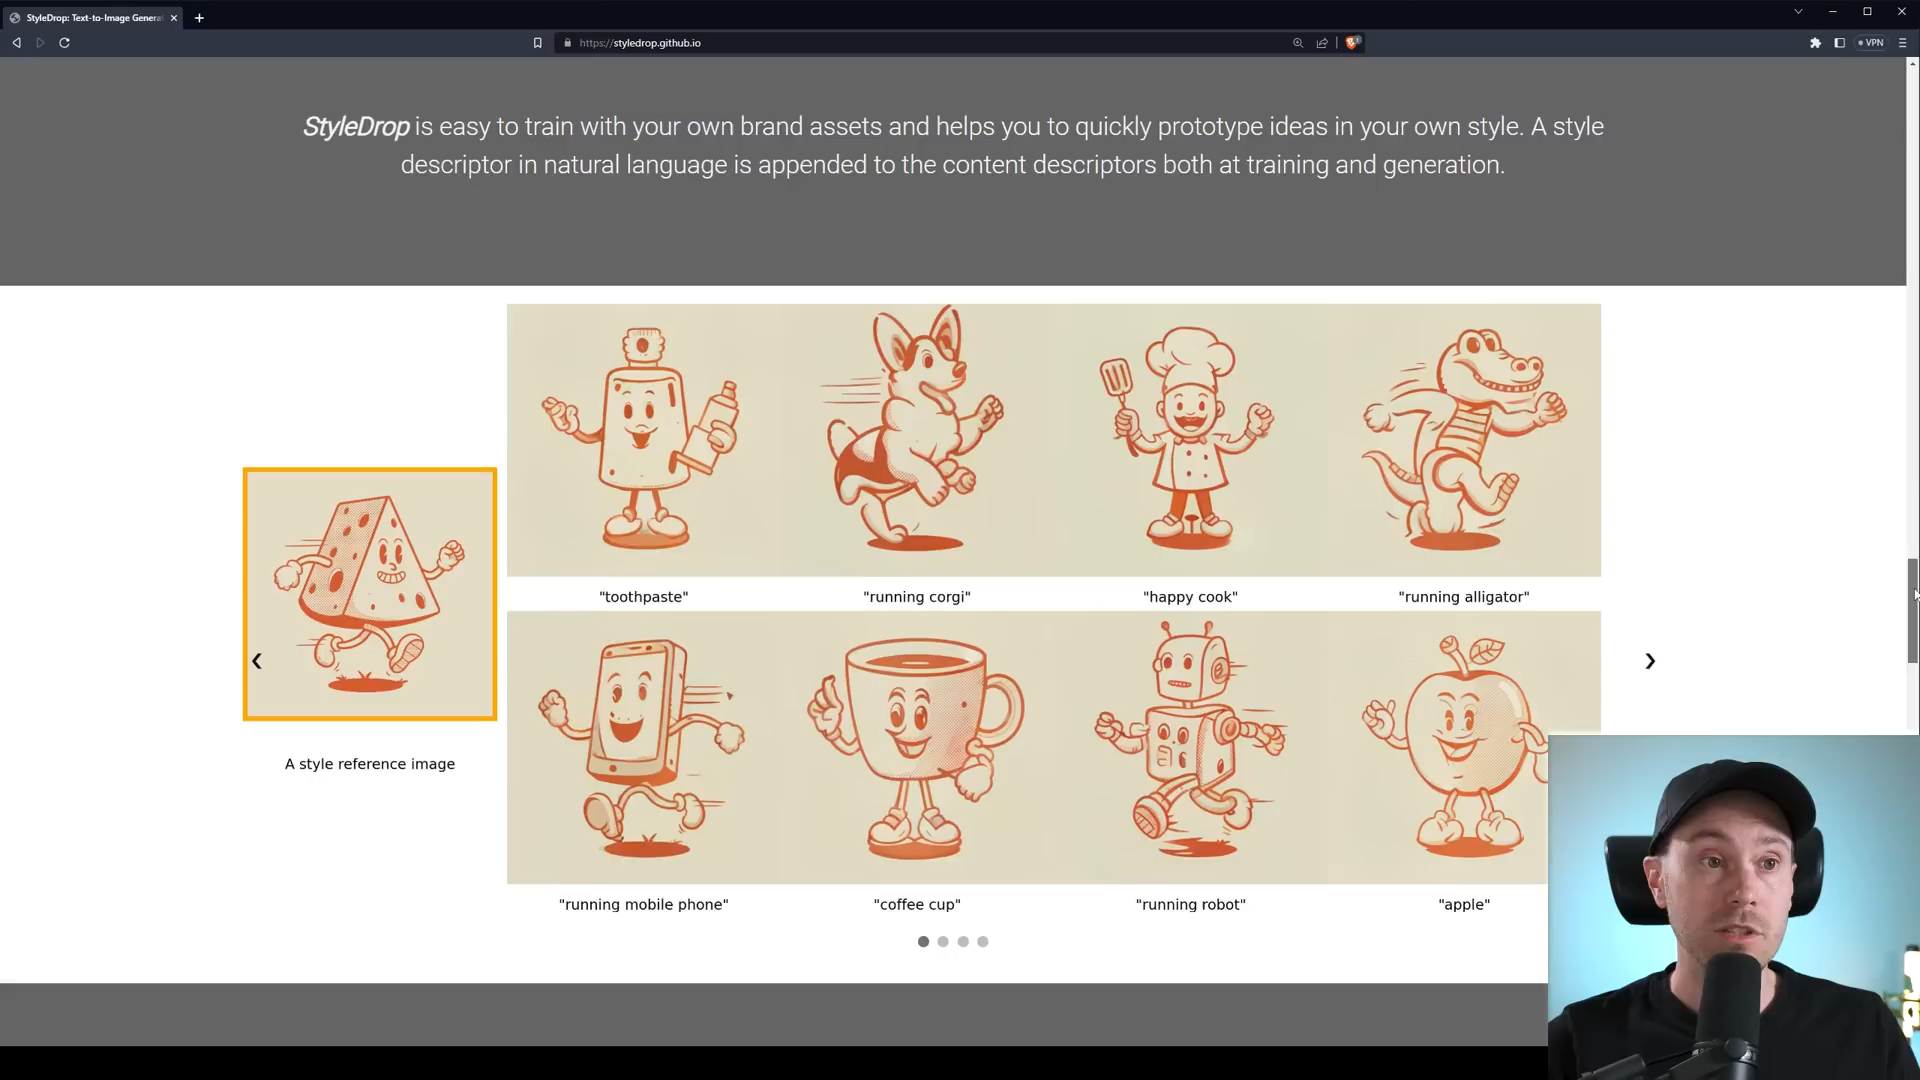 StyleDrop: Text-to-Image Genera
https://styledrop.github.io
VPN
StyleDrop is easy to train with your own brand assets and helps you to quickly prototype ideas in your own style. A style
descriptor in natural language is appended to the content descriptors both at training and generation.
"toothpaste"
"running corgi"
"happy cook"
"running alligator"
A style reference image
"running mobile phone"
"coffee cup"
"running robot"
"apple"